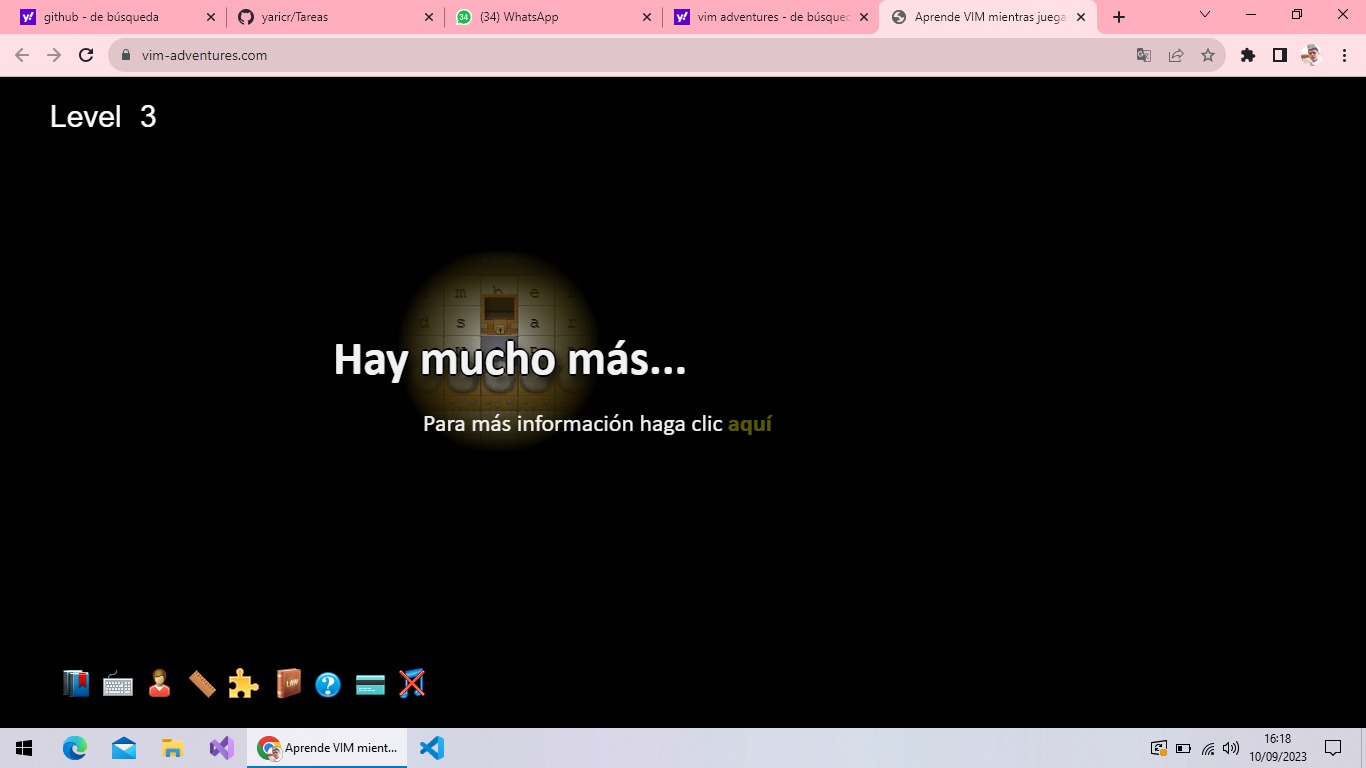 github - de búsqueda
yaricr/Tareas
(34) WhatsApp
vim adventures - de búsqued
Aprende VIM mientras juega
vim-adventures.com
Level 3
m b e
d s a r
Hay mucho más...
Para más información haga clic aquí
Aprende VIM mient...
16:18
10/09/2023